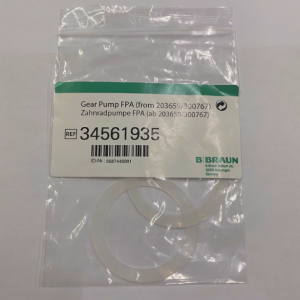 Gear Pump FPA (from 203659/300767)
Zahnradpumpe FPA (ab 203659/300767)
REF 34561935
B|BRAUN